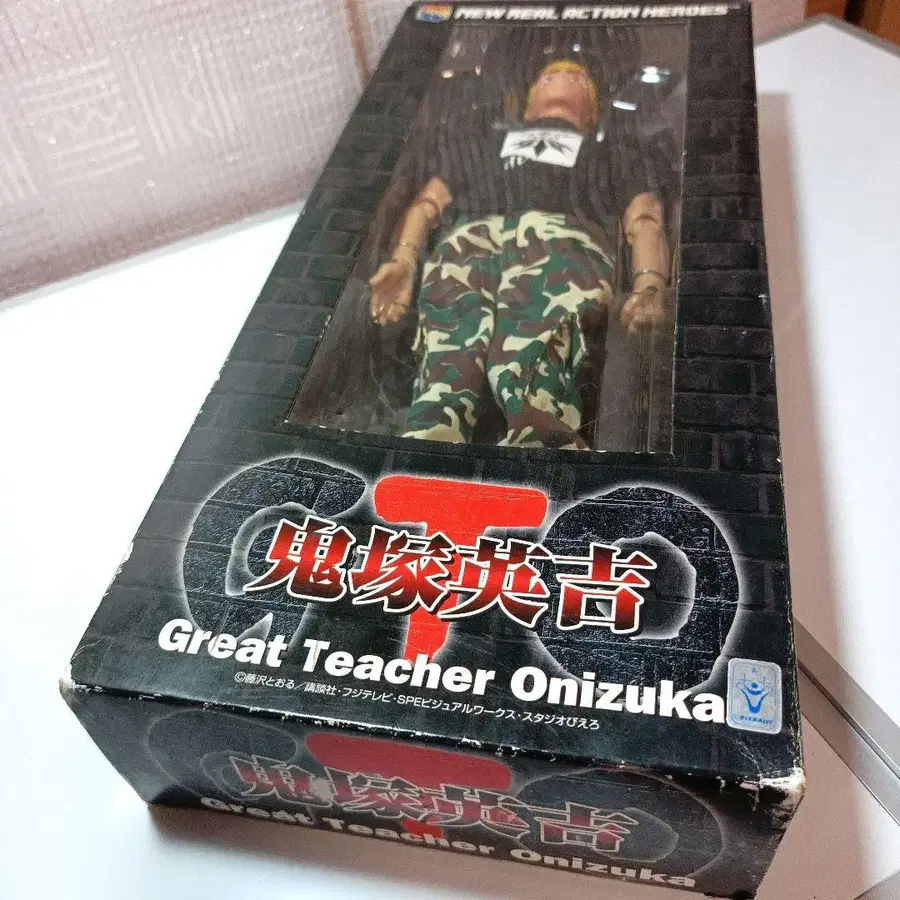 NEW REAL ACTION HEROES
GTO
鬼塚英吉
Great Teacher Onizuka
©藤沢とおる/講談社・フジテレビ・SPEビジュアルワークス・スタジオぴえろ
PIERROT
鬼塚英吉
Great Teacher Onizuka